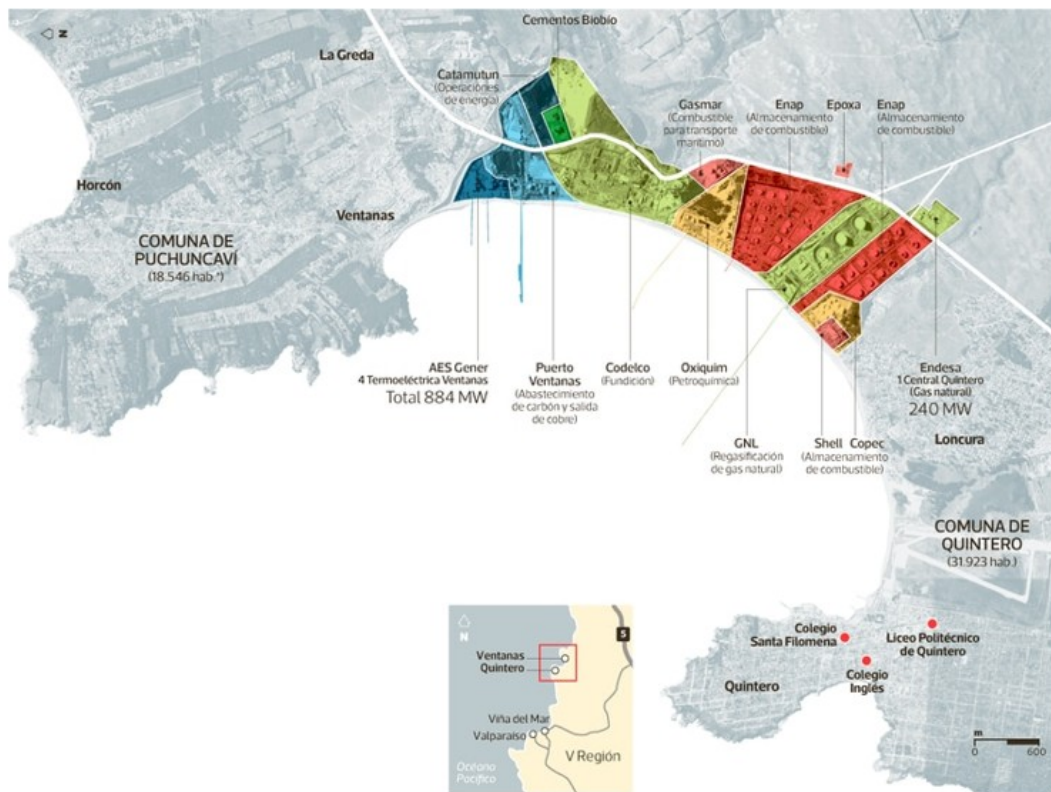 N
Cementos Biobío
La Greda
Catamutun
(Operaciones
de energía)
Gasmar
(Combustible
para transporte
marítimo)
Enap
(Almacenamiento
de combustible)
Epoxa
Enap
(Almacenamiento
de combustible)
Horcón
Ventanas
COMUNA DE
PUCHUNCAVÍ
(18.546 hab.*)
AES Gener
4 Termoeléctrica Ventanas
Total 884 MW
Puerto
Ventanas
(Abastecimiento
de carbón y salida
de cobre)
Codelco
(Fundición)
Oxiquim
(Petroquímica)
Endesa
1 Central Quintero
(Gas natural)
240 MW
GNL
(Regasificación
de gas natural)
Shell Copec
(Almacenamiento
de combustible)
Loncura
COMUNA DE
QUINTERO
(31.923 hab.)
Colegio
Santa Filomena
Liceo Politécnico
de Quintero
Colegio
Inglés
Quintero
m
0 600
N
5
Ventanas
Quintero
Viña del Mar
Valparaíso
V Región
Océano
Pacífico